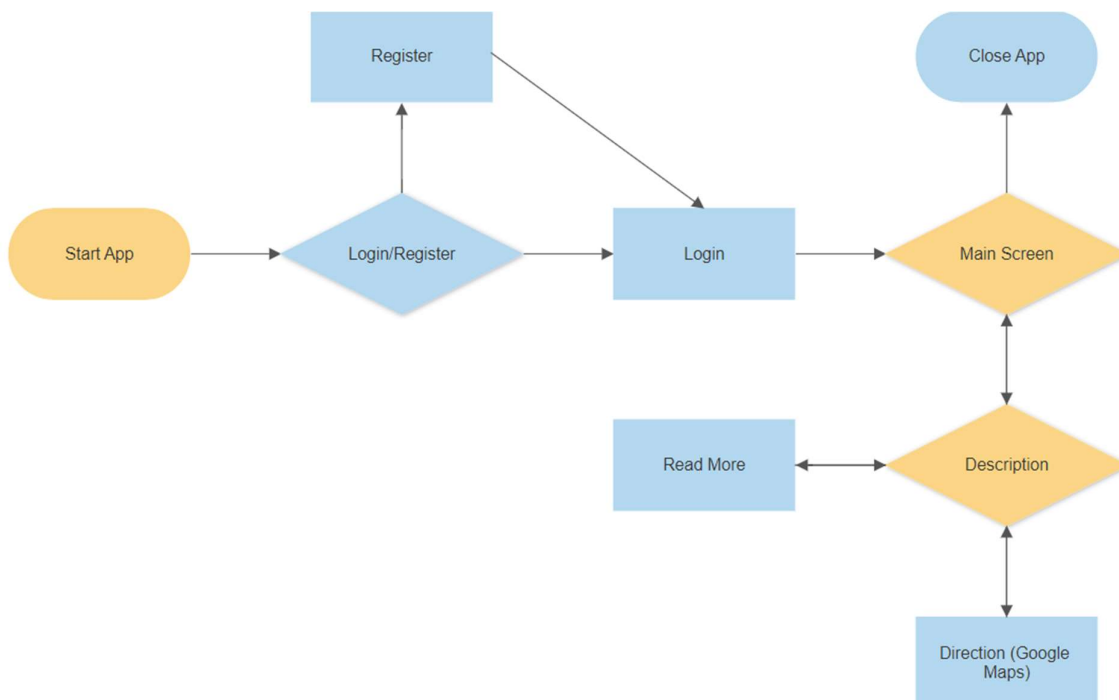 Register
Close App
Start App
Login/Register
Login
Main Screen
Read More
Description
Direction (Google
Maps)